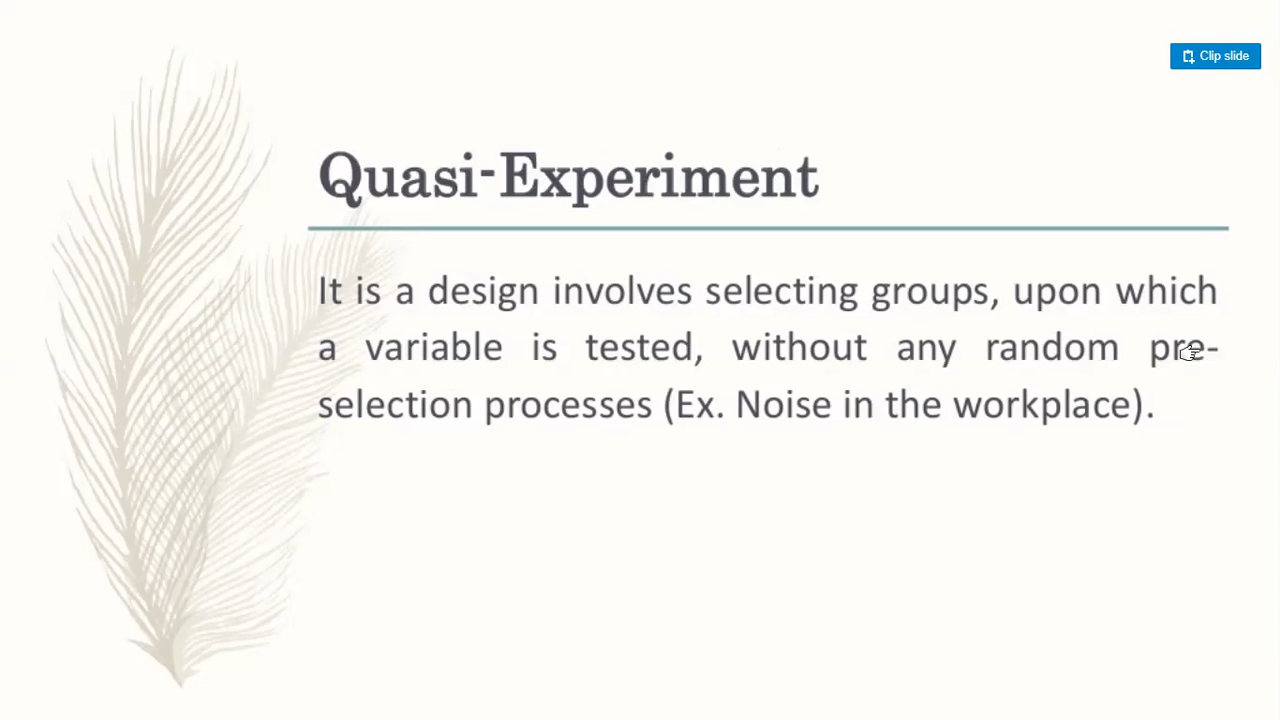 Clip slide
Quasi-Experiment
It is a design involves selecting groups, upon which
a variable is tested, without any random pre-
selection processes (Ex. Noise in the workplace).